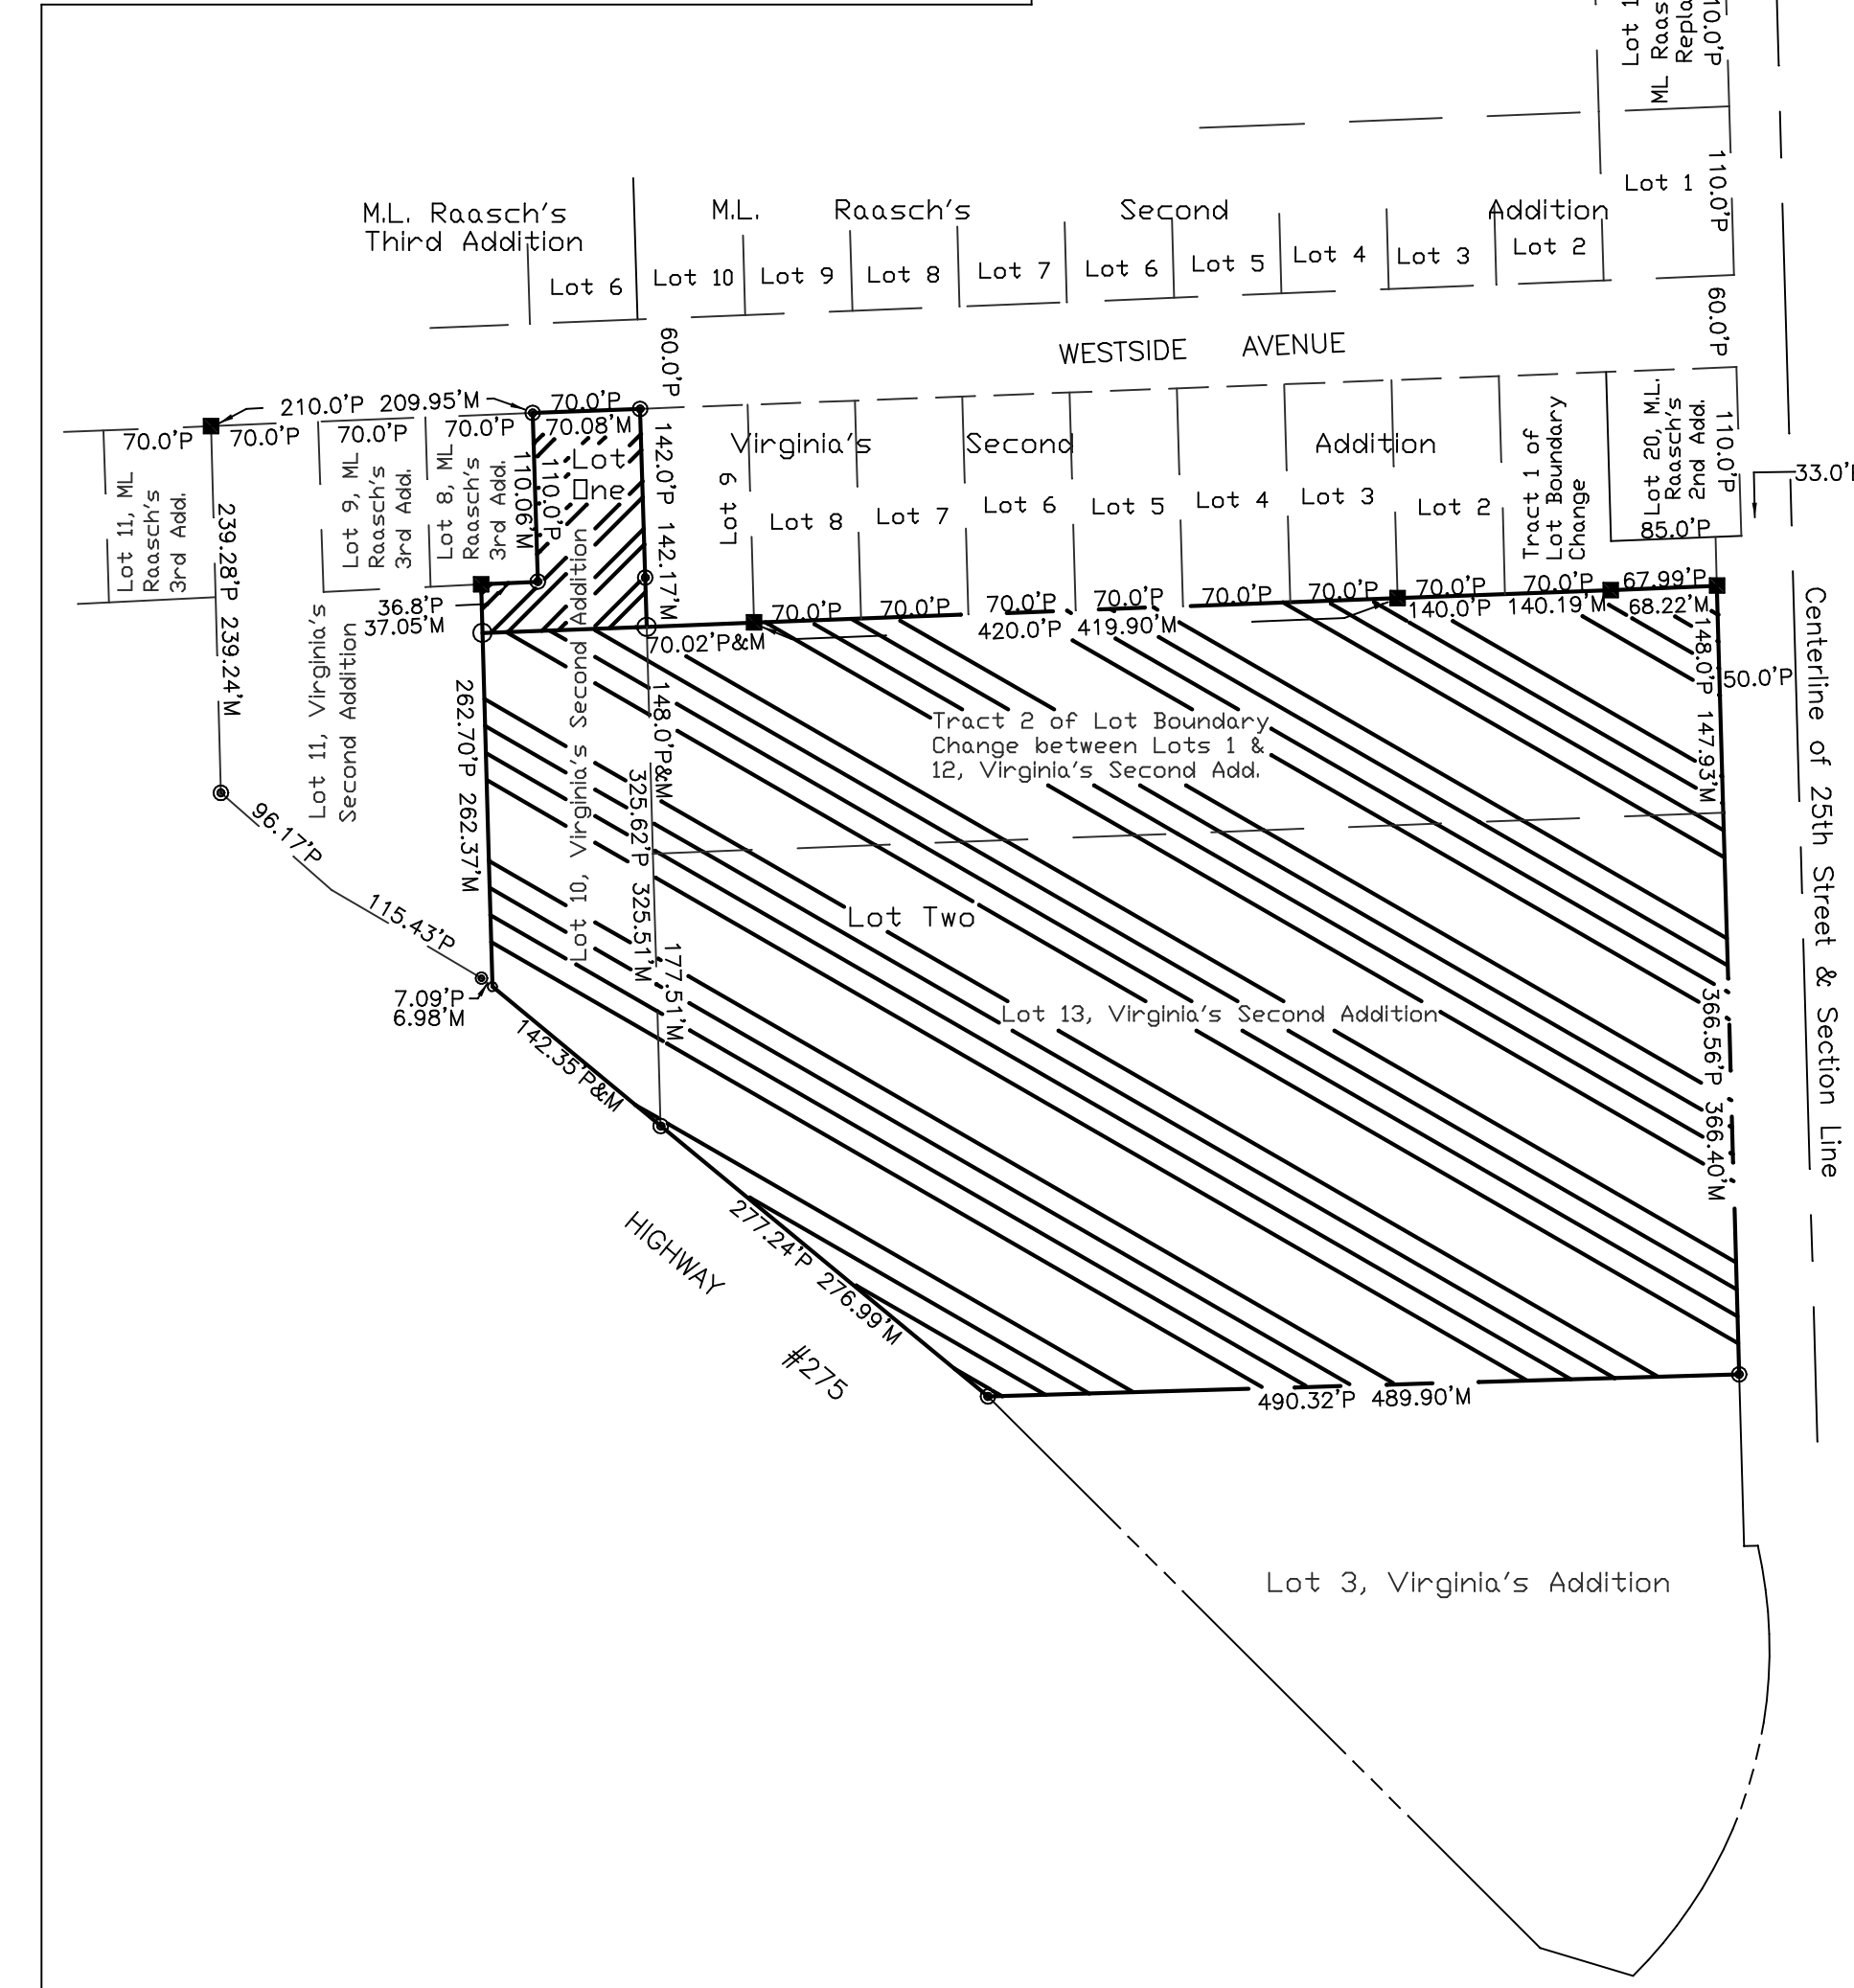 Lot 1
ML Raas
Repla
10.0'P
M.L. Raasch's
Third Addition
M.L. Raasch's Second Addition
Lot 1
110.0'P
Lot 6
Lot 10
Lot 9
Lot 8
Lot 7
Lot 6
Lot 5
Lot 4
Lot 3
Lot 2
60.0'P
60.0'P
WESTSIDE AVENUE
210.0'P 209.95'M
70.0'P
70.08'M
70.0'P
70.0'P
70.0'P
70.0'P
Lot 11, ML
Raasch's
3rd Add.
239.28'P 239.24'M
Lot 9, ML
Raasch's
3rd Add.
Lot 8, ML
Raasch's
3rd Add.
110.06'M
110.0'P
Lot
One
142.0'P 142.17'M
Virginia's Second Addition
Lot 9
Lot 8
Lot 7
Lot 6
Lot 5
Lot 4
Lot 3
Lot 2
Tract 1 of
Lot Boundary
Change
Lot 20, M.L.
Raasch's
2nd Add.
110.0'P
85.0'P
33.0'P
36.8'P
37.05'M
70.02'P&M
70.0'P
70.0'P
70.0'P
70.0'P
70.0'P
70.0'P
70.0'P
70.0'P
67.99'P
420.0'P 419.90'M
140.0'P 140.19'M
68.22'M
148.0'P 147.93'M
50.0'P
Centerline of 25th Street & Section Line
Lot 11, Virginia's
Second Addition
262.70'P 262.37'M
Lot 10, Virginia's Second Addition
148.0'P&M
325.62'P 325.51'M
177.51'M
Tract 2 of Lot Boundary
Change between Lots 1 &
12, Virginia's Second Add.
Lot Two
Lot 13, Virginia's Second Addition
366.56'P 366.40'M
96.17'P
115.43'P
7.09'P
6.98'M
142.35'P&M
277.24'P 276.99'M
HIGHWAY #275
490.32'P 489.90'M
Lot 3, Virginia's Addition